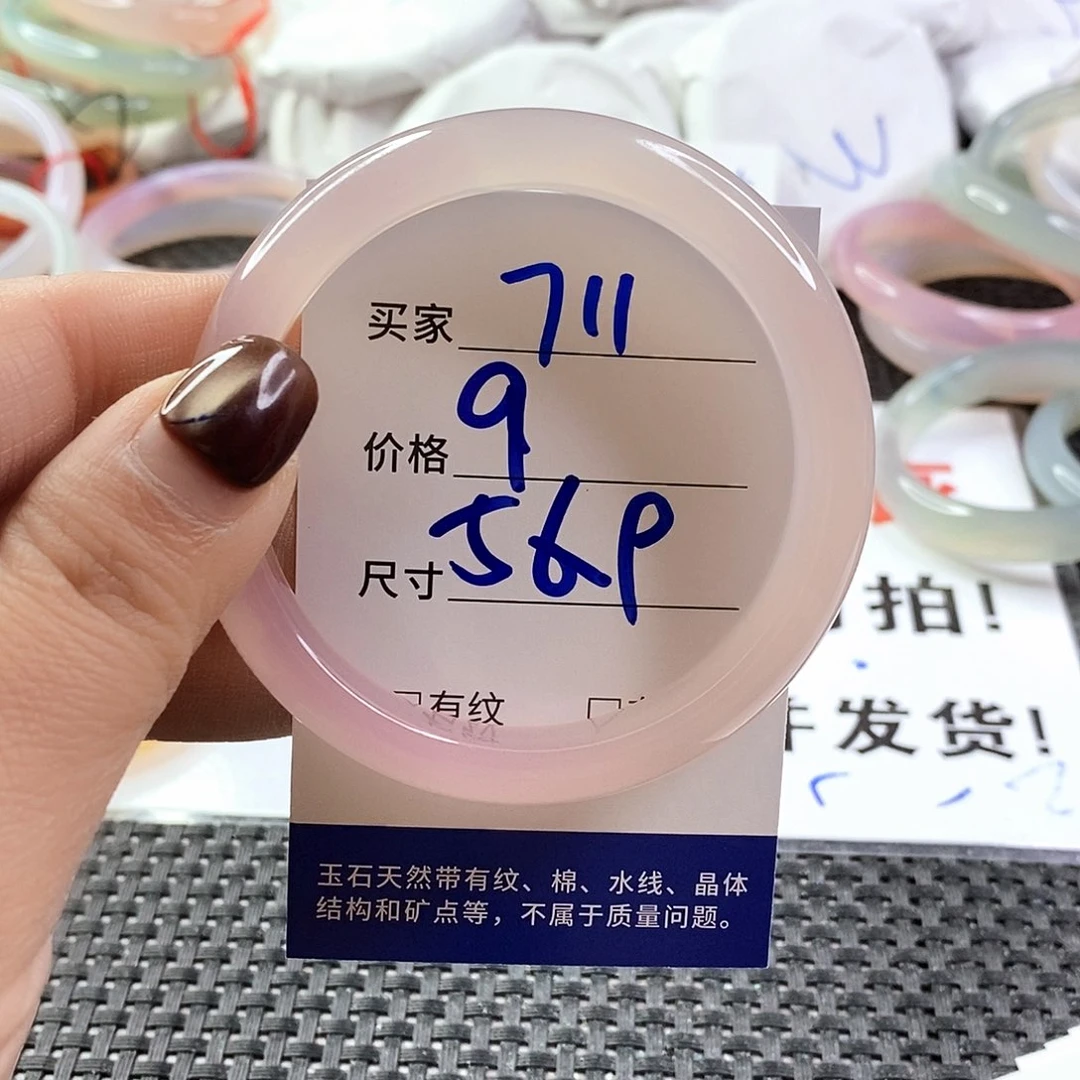 买家 711
价格 9
尺寸 56P
有纹
拍!
发货!
玉石天然带有纹、棉、水线、晶体
结构和矿点等，不属于质量问题。